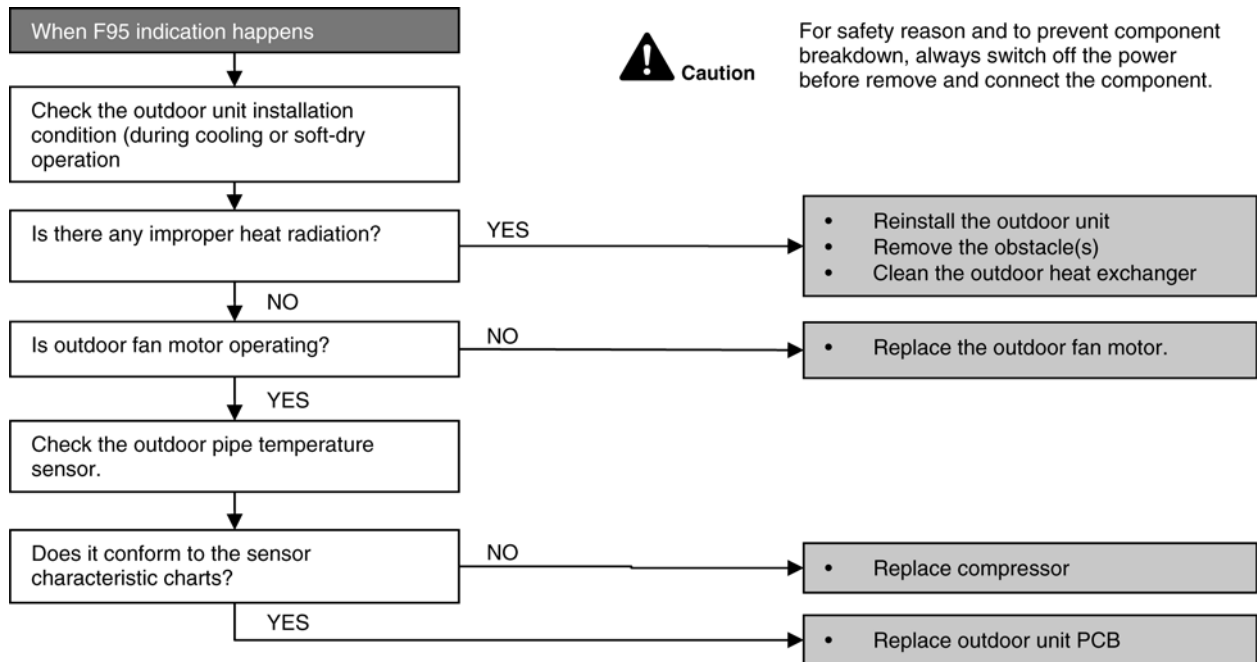 When F95 indication happens
Caution
For safety reason and to prevent component
breakdown, always switch off the power
before remove and connect the component.
Check the outdoor unit installation
condition (during cooling or soft-dry
operation
Is there any improper heat radiation?
YES
• Reinstall the outdoor unit
• Remove the obstacle(s)
• Clean the outdoor heat exchanger
NO
Is outdoor fan motor operating?
NO
• Replace the outdoor fan motor.
YES
Check the outdoor pipe temperature
sensor.
Does it conform to the sensor
characteristic charts?
NO
• Replace compressor
YES
• Replace outdoor unit PCB